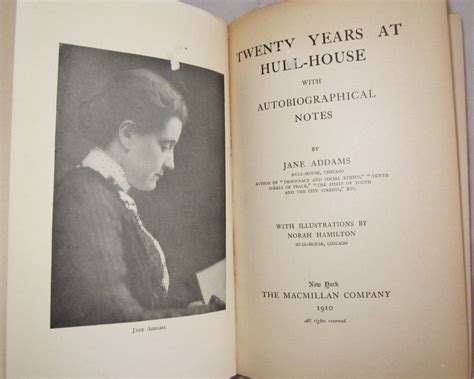 JANE ADDAMS.
TWENTY YEARS AT
HULL-HOUSE
WITH
AUTOBIOGRAPHICAL
NOTES
BY
JANE ADDAMS
HULL-HOUSE, CHICAGO
AUTHOR OF "DEMOCRACY AND SOCIAL ETHICS," "NEWER
IDEALS OF PEACE," "THE SPIRIT OF YOUTH
AND THE CITY STREETS," ETC.
WITH ILLUSTRATIONS BY
NORAH HAMILTON
HULL-HOUSE, CHICAGO
New York
THE MACMILLAN COMPANY
1910
All rights reserved